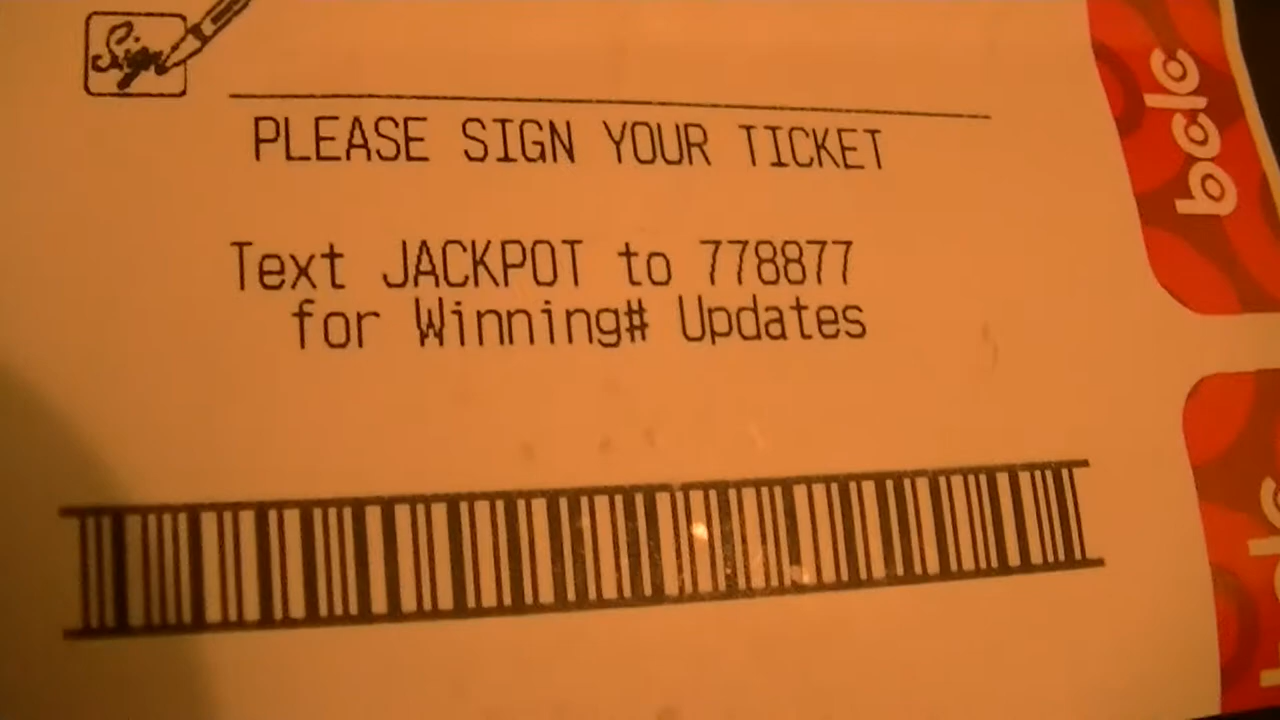 Sign
PLEASE SIGN YOUR TICKET
Text JACKPOT to 778877
for Winning# Updates
bclc